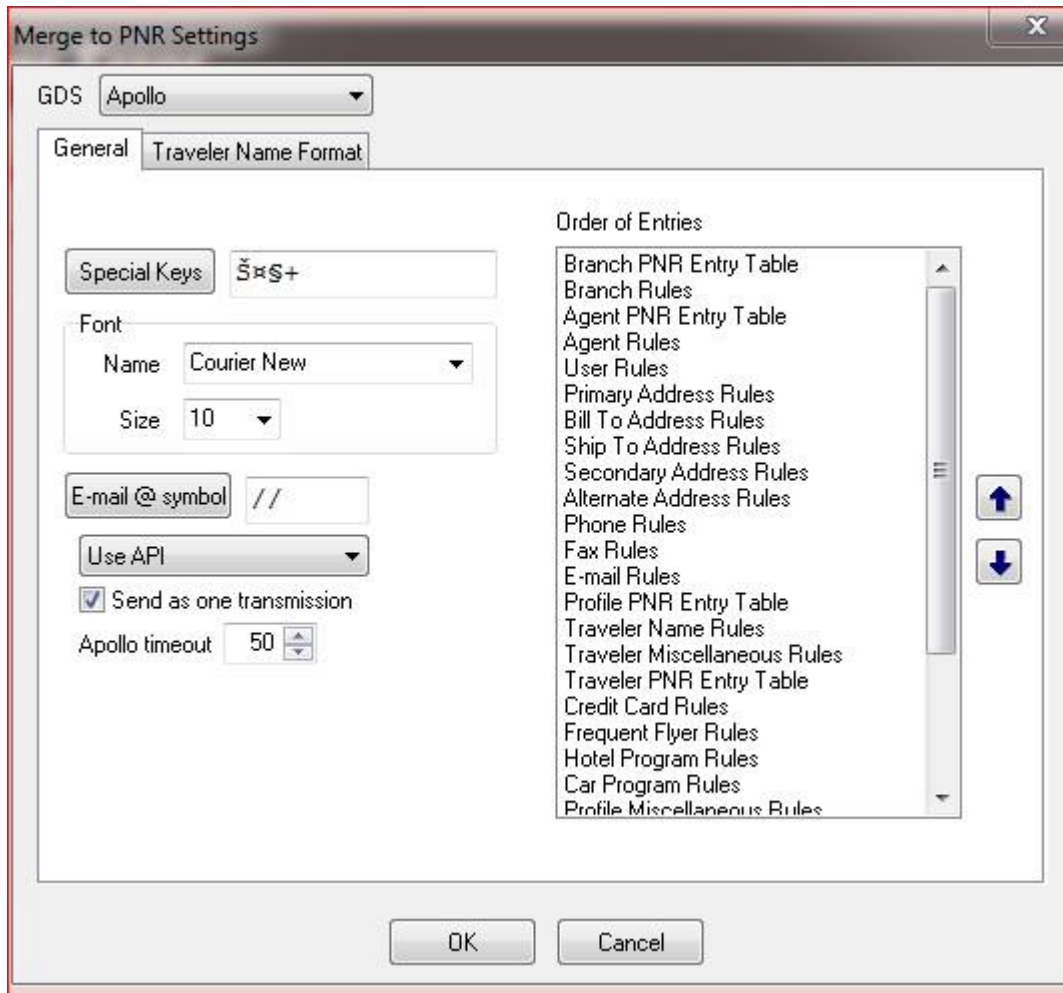 Merge to PNR Settings
X
GDS Apollo
General Traveler Name Format
Special Keys Š¤§+
Font
Name Courier New
Size 10
E-mail @ symbol //
Use API
Send as one transmission
Apollo timeout 50
Order of Entries
Branch PNR Entry Table
Branch Rules
Agent PNR Entry Table
Agent Rules
User Rules
Primary Address Rules
Bill To Address Rules
Ship To Address Rules
Secondary Address Rules
Alternate Address Rules
Phone Rules
Fax Rules
E-mail Rules
Profile PNR Entry Table
Traveler Name Rules
Traveler Miscellaneous Rules
Traveler PNR Entry Table
Credit Card Rules
Frequent Flyer Rules
Hotel Program Rules
Car Program Rules
Profile Miscellaneous Rules
OK Cancel